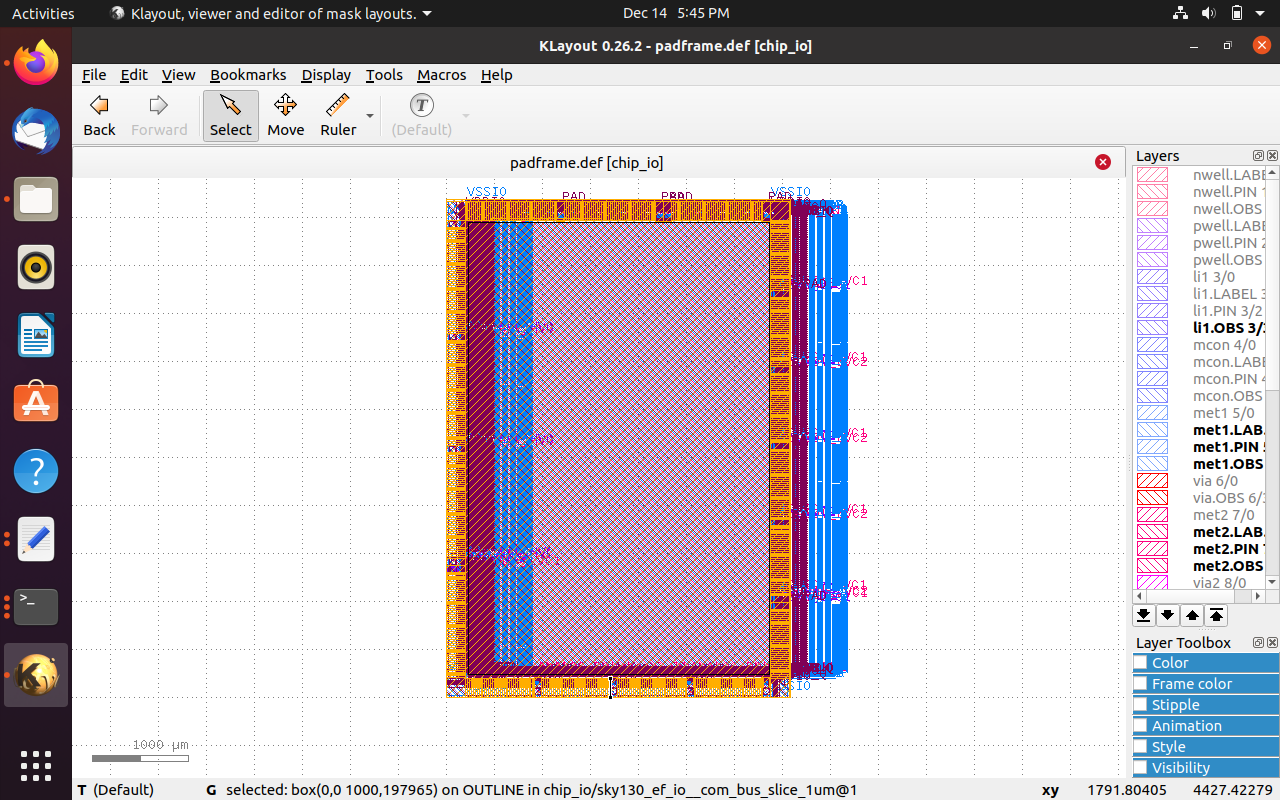 Activities
Klayout, viewer and editor of mask layouts.
Dec 14 5:45 PM
KLayout 0.26.2 - padframe.def [chip_io]
File Edit View Bookmarks Display Tools Macros Help
Back Forward Select Move Ruler (Default)
padframe.def [chip_io]
Layers
nwell.LABE
nwell.PIN 1
nwell.OBS
pwell.LABE
pwell.PIN 2
pwell.OBS
li1 3/0
li1.LABEL 3
li1.PIN 3/2
li1.OBS 3/
mcon 4/0
mcon.LABE
mcon.PIN 4
mcon.OBS
met1 5/0
met1.LAB
met1.PIN
met1.OBS
via 6/0
via.OBS 6/
met2 7/0
met2.LAB
met2.PIN
met2.OBS
via2 8/0
Layer Toolbox
Color
Frame color
Stipple
Animation
Style
Visibility
VSSIO
PAD
VSSIO
1000 µm
T (Default) G selected: box(0,0 1000,197965) on OUTLINE in chip_io/sky130_ef_io__com_bus_slice_1um@1 xy 1791.80405 4427.42279